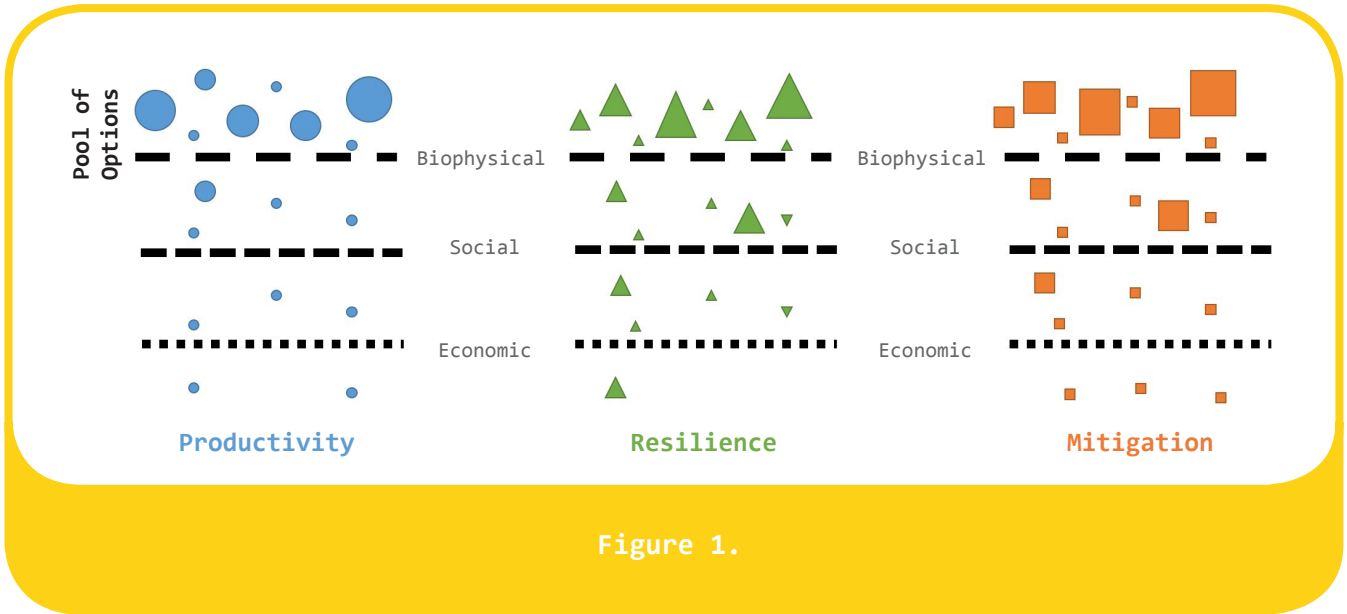 Pool of
Options
Biophysical
Biophysical
Social
Social
Economic
Economic
Productivity
Resilience
Mitigation
Figure 1.